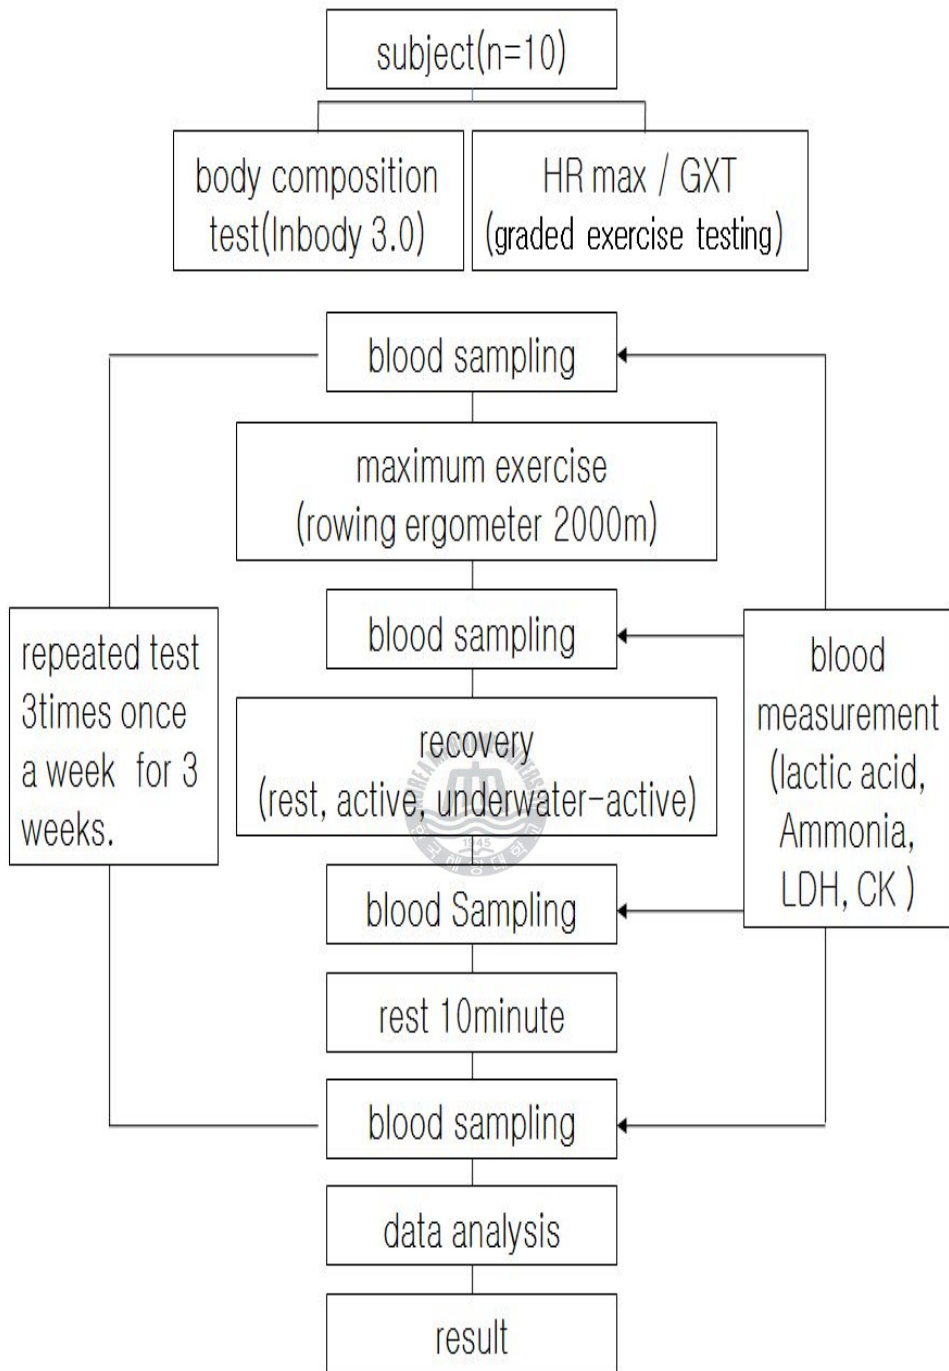 subject(n=10)
body composition
test(Inbody 3.0)
HR max / GXT
(graded exercise testing)
blood sampling
maximum exercise
(rowing ergometer 2000m)
blood sampling
repeated test
3times once
a week for 3
weeks.
recovery
(rest, active, underwater-active)
1945
blood
measurement
(lactic acid,
Ammonia,
LDH, CK )
blood Sampling
rest 10minute
blood sampling
data analysis
result